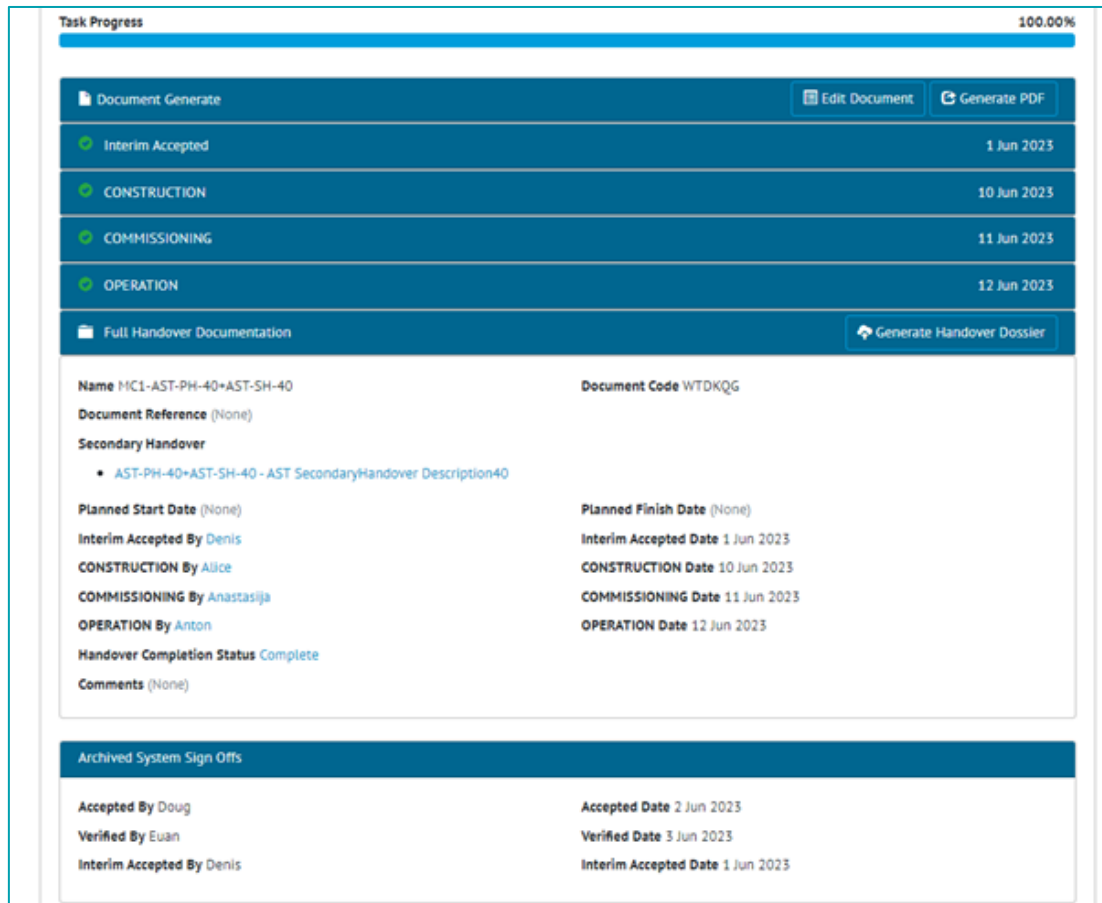 Task Progress 100.00%
Document Generate Edit Document Generate PDF
Interim Accepted 1 Jun 2023
CONSTRUCTION 10 Jun 2023
COMMISSIONING 11 Jun 2023
OPERATION 12 Jun 2023
Full Handover Documentation Generate Handover Dossier
Name MC1-AST-PH-40+AST-SH-40 Document Code WTDKQG
Document Reference (None)
Secondary Handover
• AST-PH-40+AST-SH-40 - AST SecondaryHandover Description40
Planned Start Date (None) Planned Finish Date (None)
Interim Accepted By Denis Interim Accepted Date 1 Jun 2023
CONSTRUCTION By Alice CONSTRUCTION Date 10 Jun 2023
COMMISSIONING By Anastasija COMMISSIONING Date 11 Jun 2023
OPERATION By Anton OPERATION Date 12 Jun 2023
Handover Completion Status Complete
Comments (None)
Archived System Sign Offs
Accepted By Doug Accepted Date 2 Jun 2023
Verified By Euan Verified Date 3 Jun 2023
Interim Accepted By Denis Interim Accepted Date 1 Jun 2023